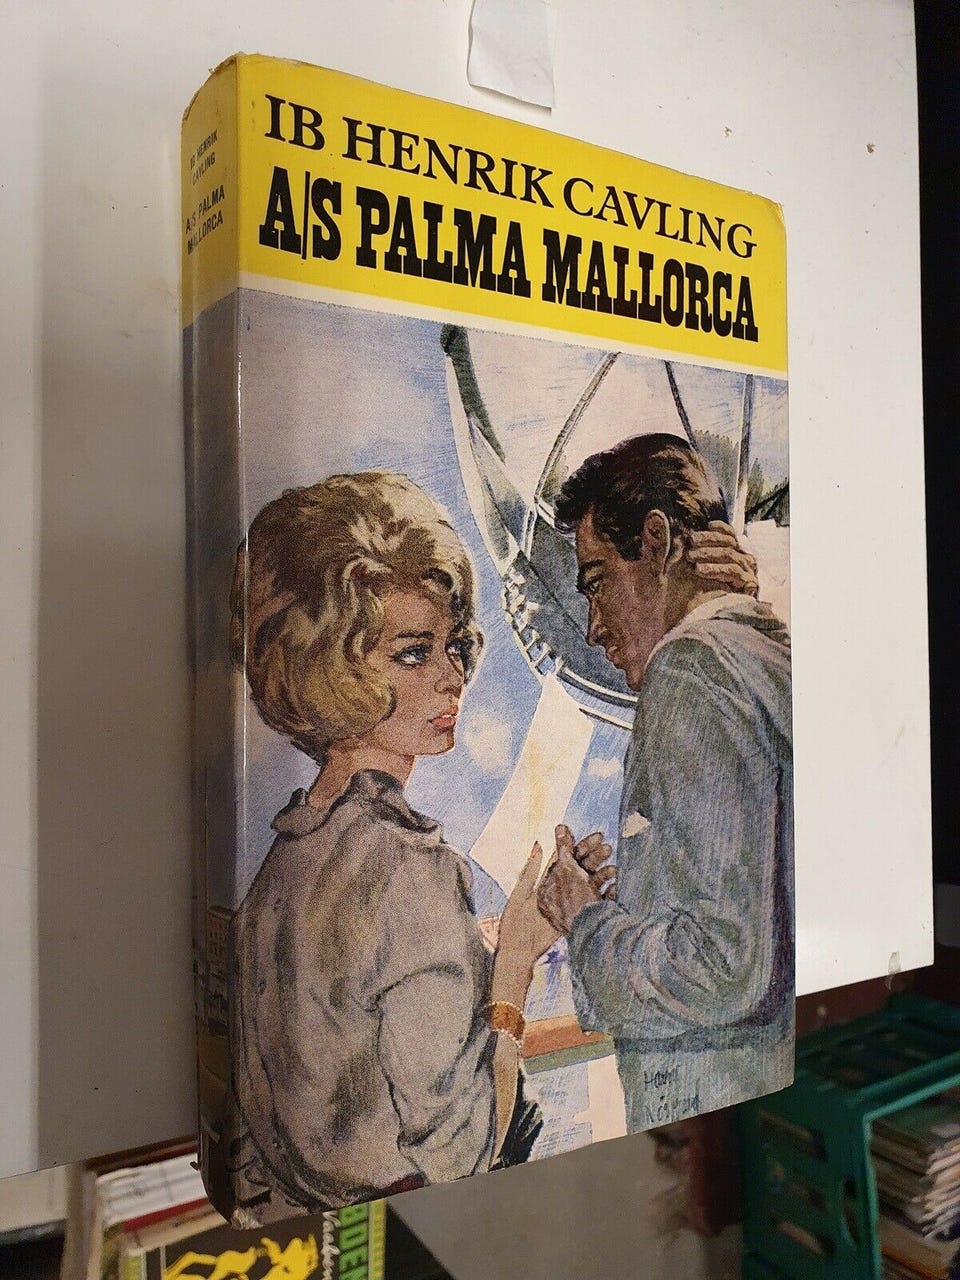 IB HENRIK CAVLING
A/S PALMA MALLORCA
IB HENRIK
CAVLING
A/S PALMA
MALLORCA